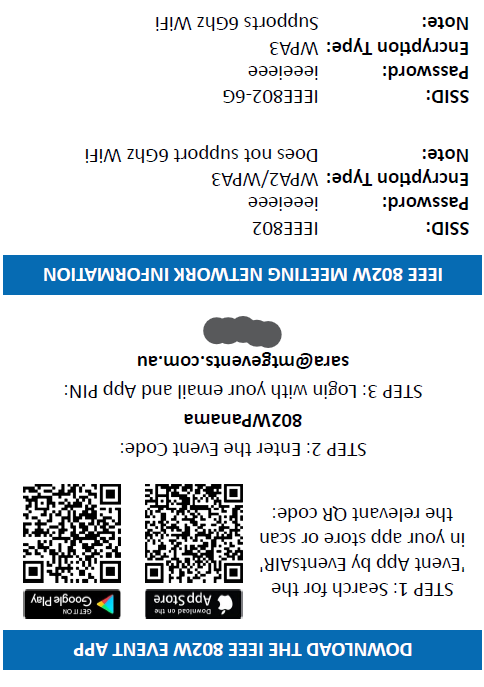 DOWNLOAD THE IEEE 802W EVENT APP
STEP 1: Search for the
'Event App by EventsAIR'
in your app store or scan
the relevant QR code:
Download on the
App Store
GET IT ON
Google Play
STEP 2: Enter the Event Code:
802WPanama
STEP 3: Login with your email and App PIN:
sara@mtgevents.com.au
IEEE 802W MEETING NETWORK INFORMATION
SSID: IEEE802
Password: ieeeieee
Encryption Type: WPA2/WPA3
Note: Does not support 6Ghz WiFi
SSID: IEEE802-6G
Password: ieeeieee
Encryption Type: WPA3
Note: Supports 6Ghz WiFi